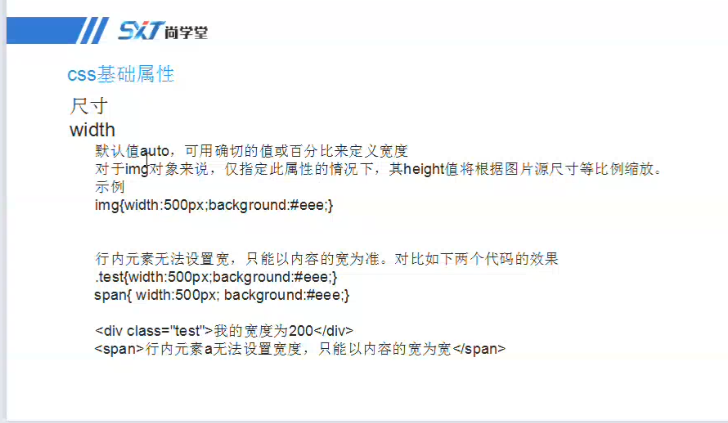 SXT尚学堂
css基础属性
尺寸
width
默认值auto，可用确切的值或百分比来定义宽度
对于img对象来说，仅指定此属性的情况下，其height值将根据图片源尺寸等比例缩放。
示例
img{width:500px;background:#eee;}
行内元素无法设置宽，只能以内容的宽为准。对比如下两个代码的效果
.test{width:500px;background:#eee;}
span{ width:500px; background:#eee;}
<div class="test">我的宽度为200</div>
<span>行内元素a无法设置宽度，只能以内容的宽为宽</span>